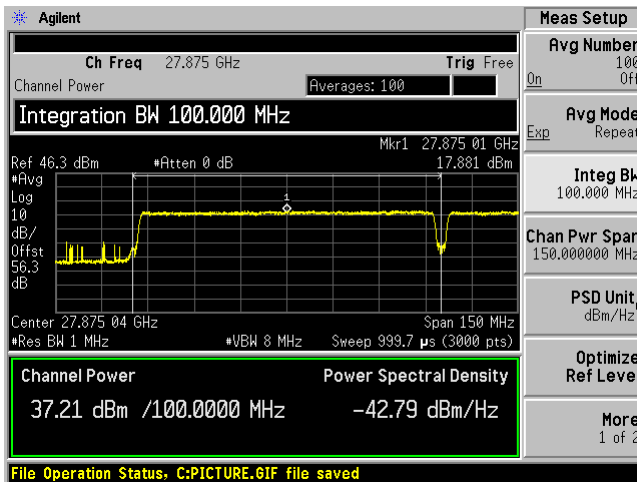 Agilent
Ch Freq 27.875 GHz Trig Free
Channel Power
Averages: 100
Integration BW 100.000 MHz
Mkr1 27.875 01 GHz
Ref 46.3 dBm #Atten 0 dB 17.881 dBm
#Avg
Log
10
dB/
Offst
56.3
dB
1
Center 27.875 04 GHz Span 150 MHz
#Res BW 1 MHz #VBW 8 MHz Sweep 999.7 µs (3000 pts)
Channel Power Power Spectral Density
37.21 dBm /100.0000 MHz -42.79 dBm/Hz
File Operation Status, C:PICTURE.GIF file saved
Meas Setup
Avg Number
100
On Off
Avg Mode
Exp Repeat
Integ BW
100.000 MHz
Chan Pwr Span
150.000000 MHz
PSD Unit
dBm/Hz
Optimize
Ref Level
More
1 of 2